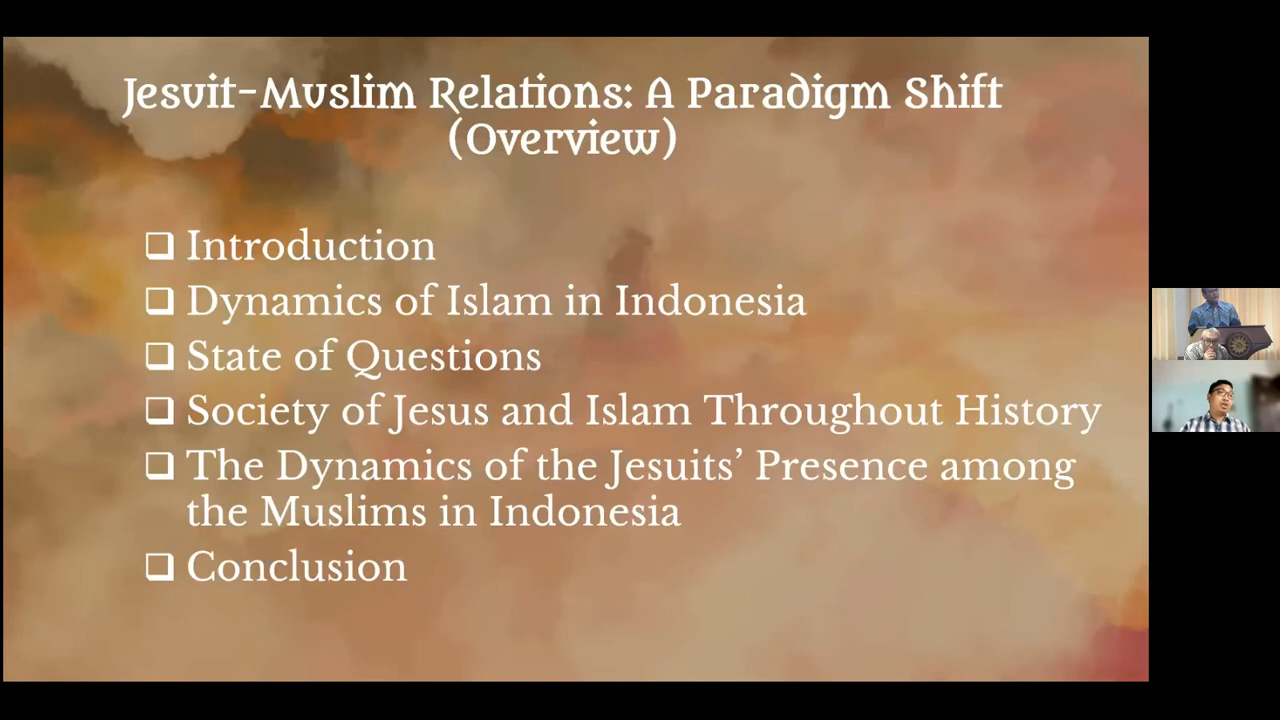 Jesuit-Muslim Relations: A Paradigm Shift
(Overview)
Introduction
Dynamics of Islam in Indonesia
State of Questions
Society of Jesus and Islam Throughout History
The Dynamics of the Jesuits’ Presence among
the Muslims in Indonesia
Conclusion